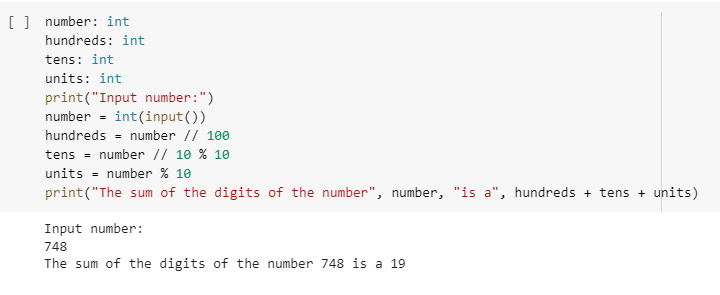 [ ] number: int
hundreds: int
tens: int
units: int
print("Input number:")
number = int(input())
hundreds = number // 100
tens = number // 10 % 10
units = number % 10
print("The sum of the digits of the number", number, "is a", hundreds + tens + units)
Input number:
748
The sum of the digits of the number 748 is a 19